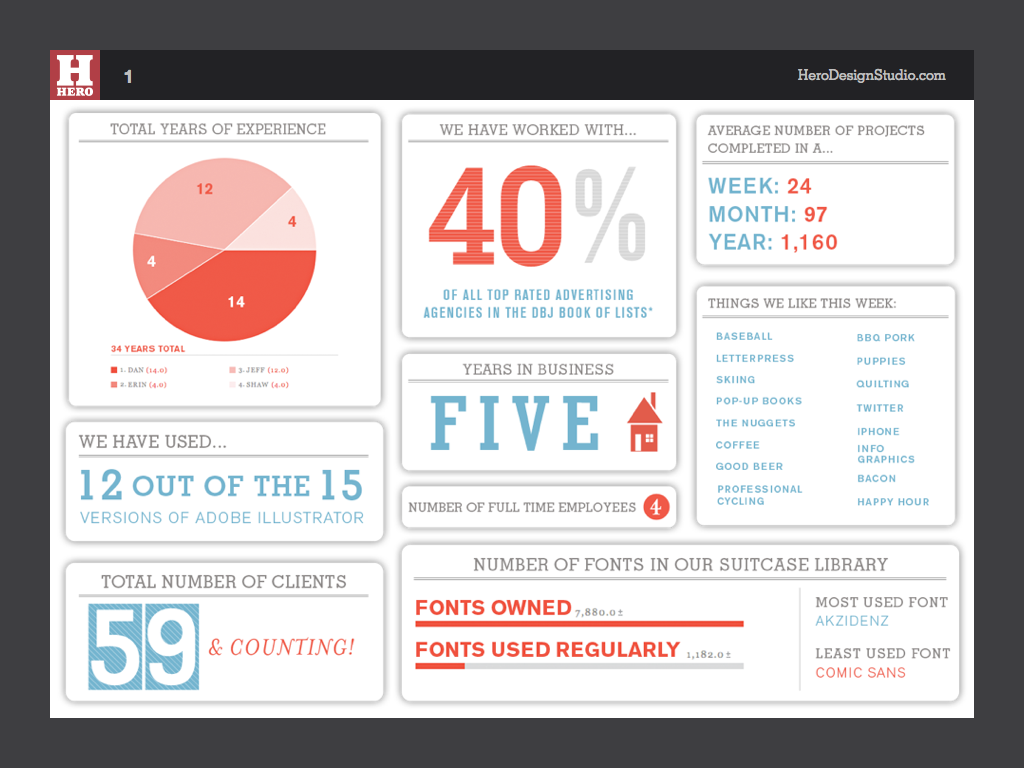 H
HERO
1
HeroDesignStudio.com
TOTAL YEARS OF EXPERIENCE
12
4
4
14
34 YEARS TOTAL
1. DAN (14.0)
3. JEFF (12.0)
2. ERIN (4.0)
4. SHAW (4.0)
WE HAVE USED...
12 OUT OF THE 15
VERSIONS OF ADOBE ILLUSTRATOR
TOTAL NUMBER OF CLIENTS
59 & COUNTING!
WE HAVE WORKED WITH...
40%
OF ALL TOP RATED ADVERTISING
AGENCIES IN THE DBJ BOOK OF LISTS*
YEARS IN BUSINESS
FIVE
NUMBER OF FULL TIME EMPLOYEES 4
AVERAGE NUMBER OF PROJECTS
COMPLETED IN A...
WEEK: 24
MONTH: 97
YEAR: 1,160
THINGS WE LIKE THIS WEEK:
BASEBALL
LETTERPRESS
SKIING
POP-UP BOOKS
THE NUGGETS
COFFEE
GOOD BEER
PROFESSIONAL
CYCLING
BBQ PORK
PUPPIES
QUILTING
TWITTER
IPHONE
INFO
GRAPHICS
BACON
HAPPY HOUR
NUMBER OF FONTS IN OUR SUITCASE LIBRARY
FONTS OWNED 7,880.0±
FONTS USED REGULARLY 1,182.0±
MOST USED FONT
AKZIDENZ
LEAST USED FONT
COMIC SANS